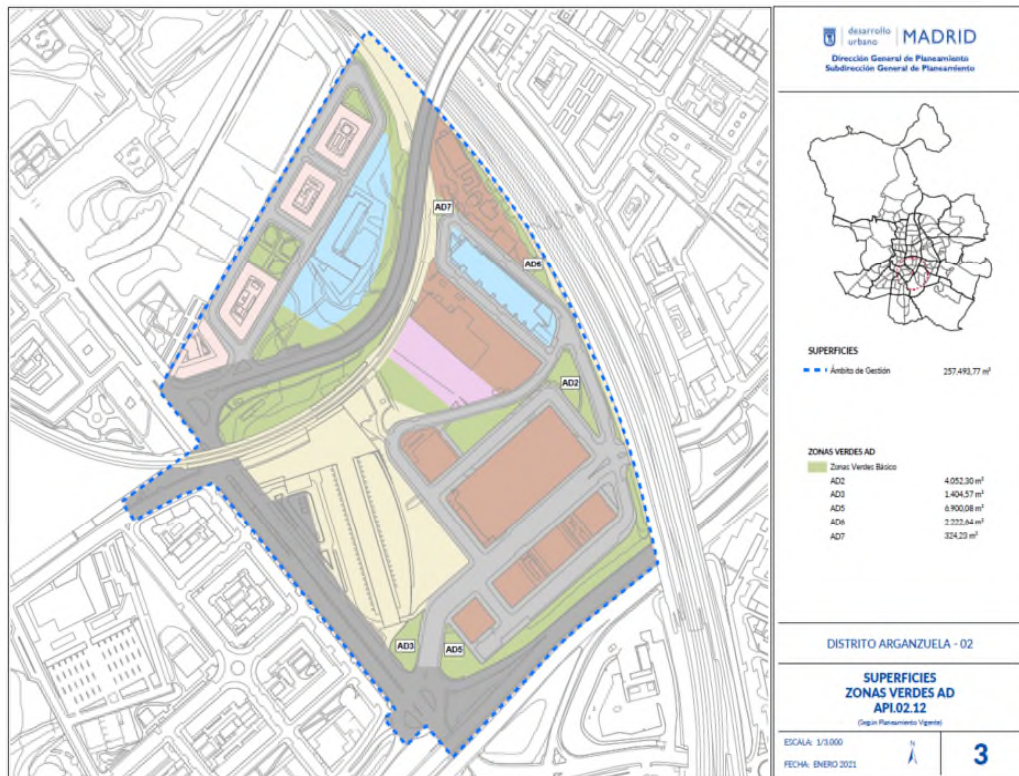 AD7
AD6
AD2
AD3
AD5
desarrollo
urbano
MADRID
Dirección General de Planeamiento
Subdirección General de Planeamiento
SUPERFICIES
Ámbito de Gestión 257.493,77 m²
ZONAS VERDES AD
Zonas Verdes Básico
AD2 4.052,30 m²
AD3 1.404,57 m²
AD5 6.900,08 m²
AD6 2.222,64 m²
AD7 324,23 m²
DISTRITO ARGANZUELA - 02
SUPERFICIES
ZONAS VERDES AD
API.02.12
(Según Planeamiento Vigente)
ESCALA: 1/3.000
N
FECHA: ENERO 2021
3